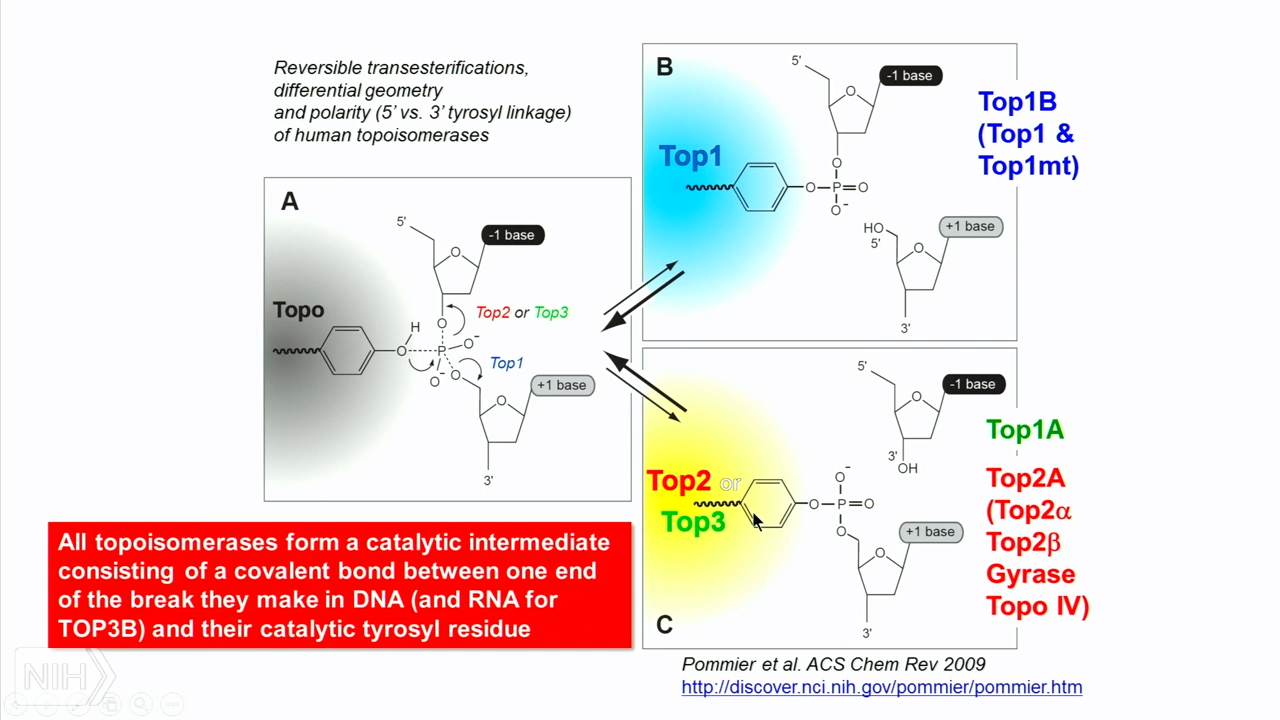 Reversible transesterifications,
differential geometry
and polarity (5’ vs. 3’ tyrosyl linkage)
of human topoisomerases
A
5'
-1 base
Topo
H
O
O
O
P
O-
O-
O
Top2 or Top3
Top1
+1 base
O
3'
B
5'
-1 base
O
Top1
O
O
P
O
O-
HO
5'
+1 base
O
3'
Top1B
(Top1 &
Top1mt)
5'
-1 base
O
3'
OH
Top2 or
Top3
O-
O
P
O
O
+1 base
O
3'
C
Top1A
Top2A
(Top2α
Top2β
Gyrase
Topo IV)
All topoisomerases form a catalytic intermediate
consisting of a covalent bond between one end
of the break they make in DNA (and RNA for
TOP3B) and their catalytic tyrosyl residue
NIH
Pommier et al. ACS Chem Rev 2009
http://discover.nci.nih.gov/pommier/pommier.htm